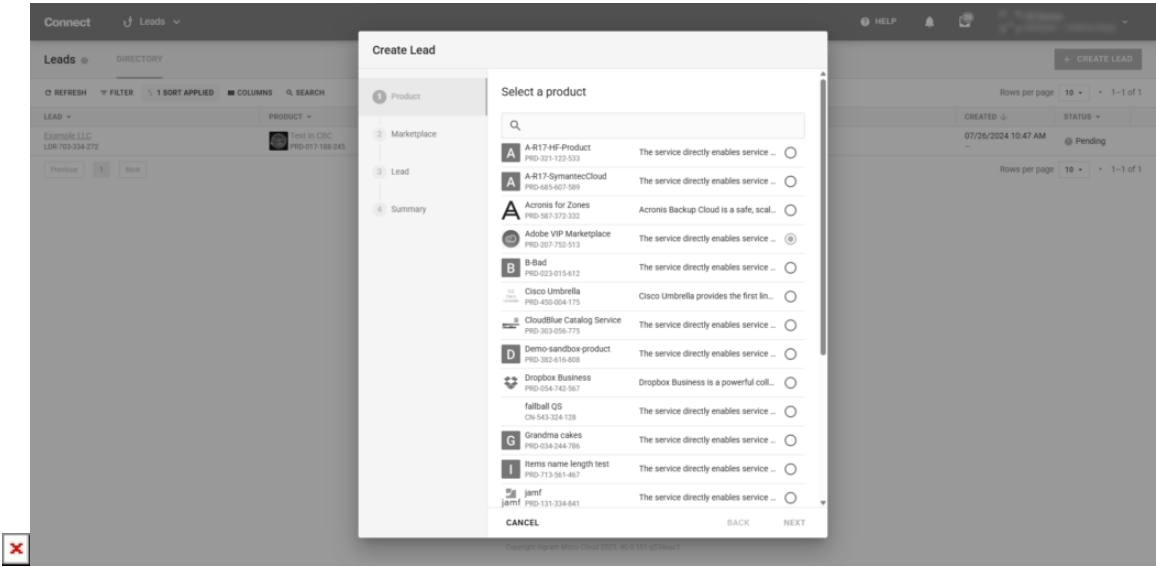 Connect
Leads
HELP
Leads
DIRECTORY
+ CREATE LEAD
REFRESH FILTER 1 SORT APPLIED COLUMNS SEARCH
Rows per page 10 • 1–1 of 1
LEAD PRODUCT CREATED STATUS
Example LLC
LDR-702-334-272
Test in CBC
PRD-017-188-245
07/26/2024 10:47 AM
–
Pending
Previous 1 Next
Rows per page 10 • 1–1 of 1
Create Lead
1 Product
2 Marketplace
3 Lead
4 Summary
Select a product
A A-R17-HF-Product
PRD-321-122-533
The service directly enables service ...
A A-R17-SymantecCloud
PRD-685-607-589
The service directly enables service ...
Acronis for Zones
PRD-587-372-332
Acronis Backup Cloud is a safe, scal...
Adobe VIP Marketplace
PRD-207-752-513
The service directly enables service ...
B B-Bad
PRD-023-015-612
The service directly enables service ...
Cisco Umbrella
PRD-450-004-175
Cisco Umbrella provides the first lin...
CloudBlue Catalog Service
PRD-303-056-775
The service directly enables service ...
D Demo-sandbox-product
PRD-382-616-808
The service directly enables service ...
Dropbox Business
PRD-054-742-567
Dropbox Business is a powerful coll...
fallball QS
CN-543-324-128
The service directly enables service ...
G Grandma cakes
PRD-034-244-786
The service directly enables service ...
I Items name length test
PRD-713-561-467
The service directly enables service ...
jamf jamf
PRD-131-334-841
The service directly enables service ...
CANCEL BACK NEXT
Copyright Ingram Micro Cloud